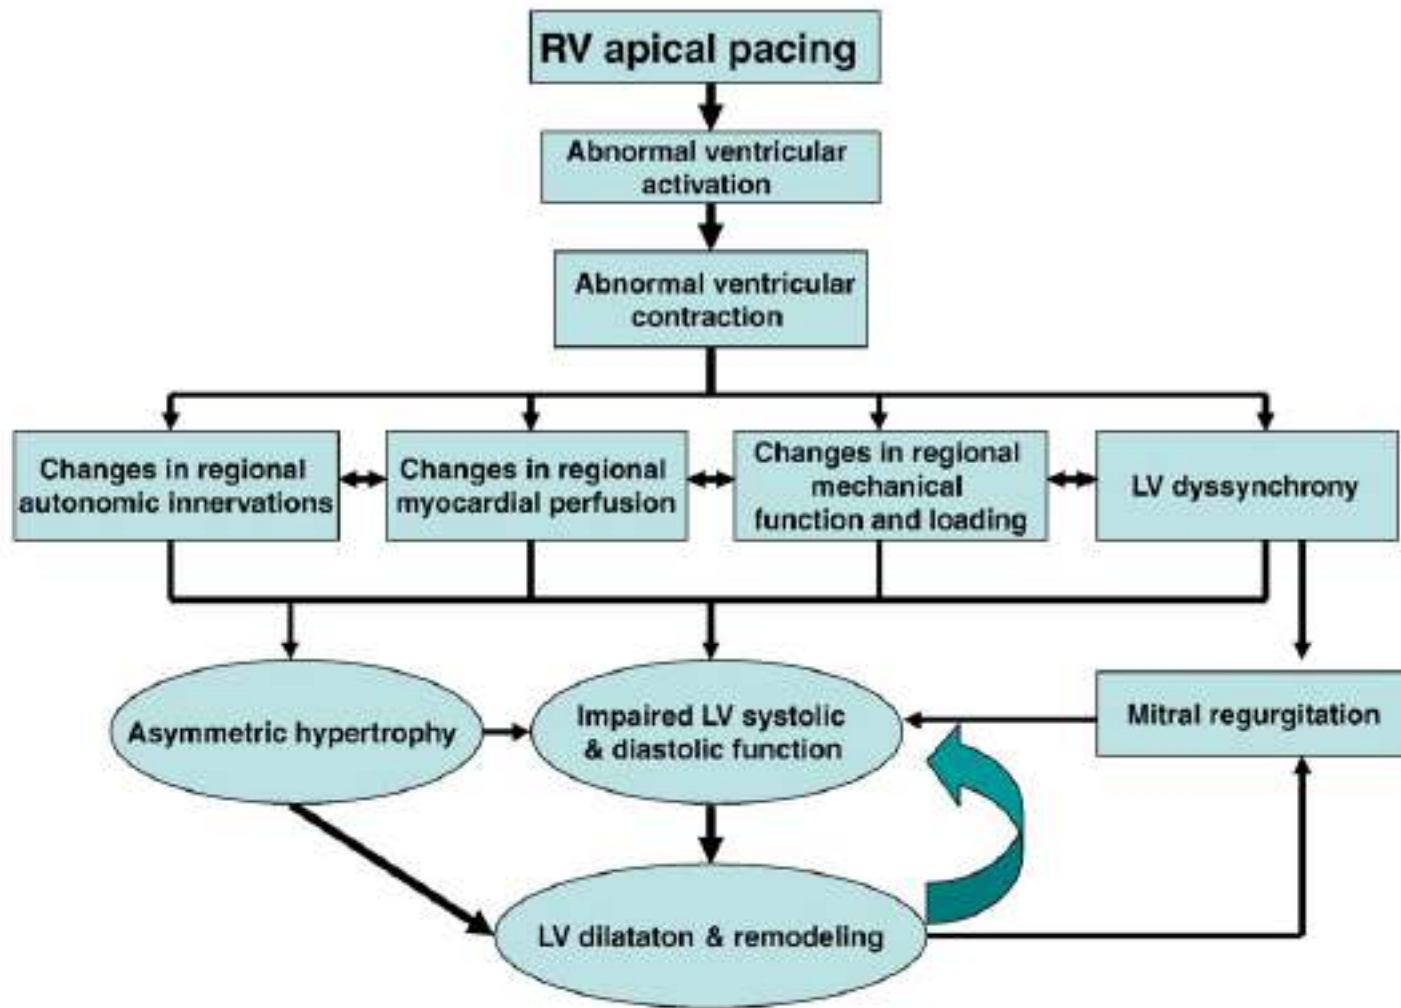 RV apical pacing
Abnormal ventricular
activation
Abnormal ventricular
contraction
Changes in regional
autonomic innervations
Changes in regional
myocardial perfusion
Changes in regional
mechanical
function and loading
LV dyssynchrony
Asymmetric hypertrophy
Impaired LV systolic
& diastolic function
Mitral regurgitation
LV dilataton & remodeling